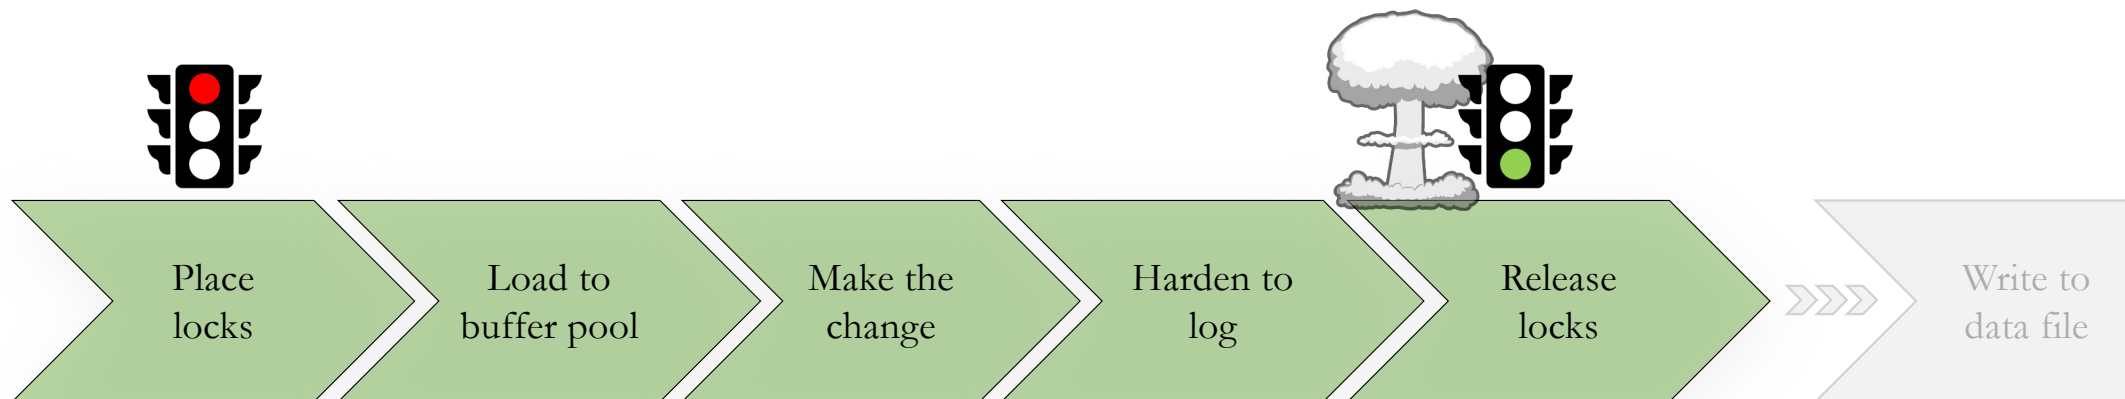 Place
locks
Load to
buffer pool
Make the
change
Harden to
log
Release
locks
Write to
data file